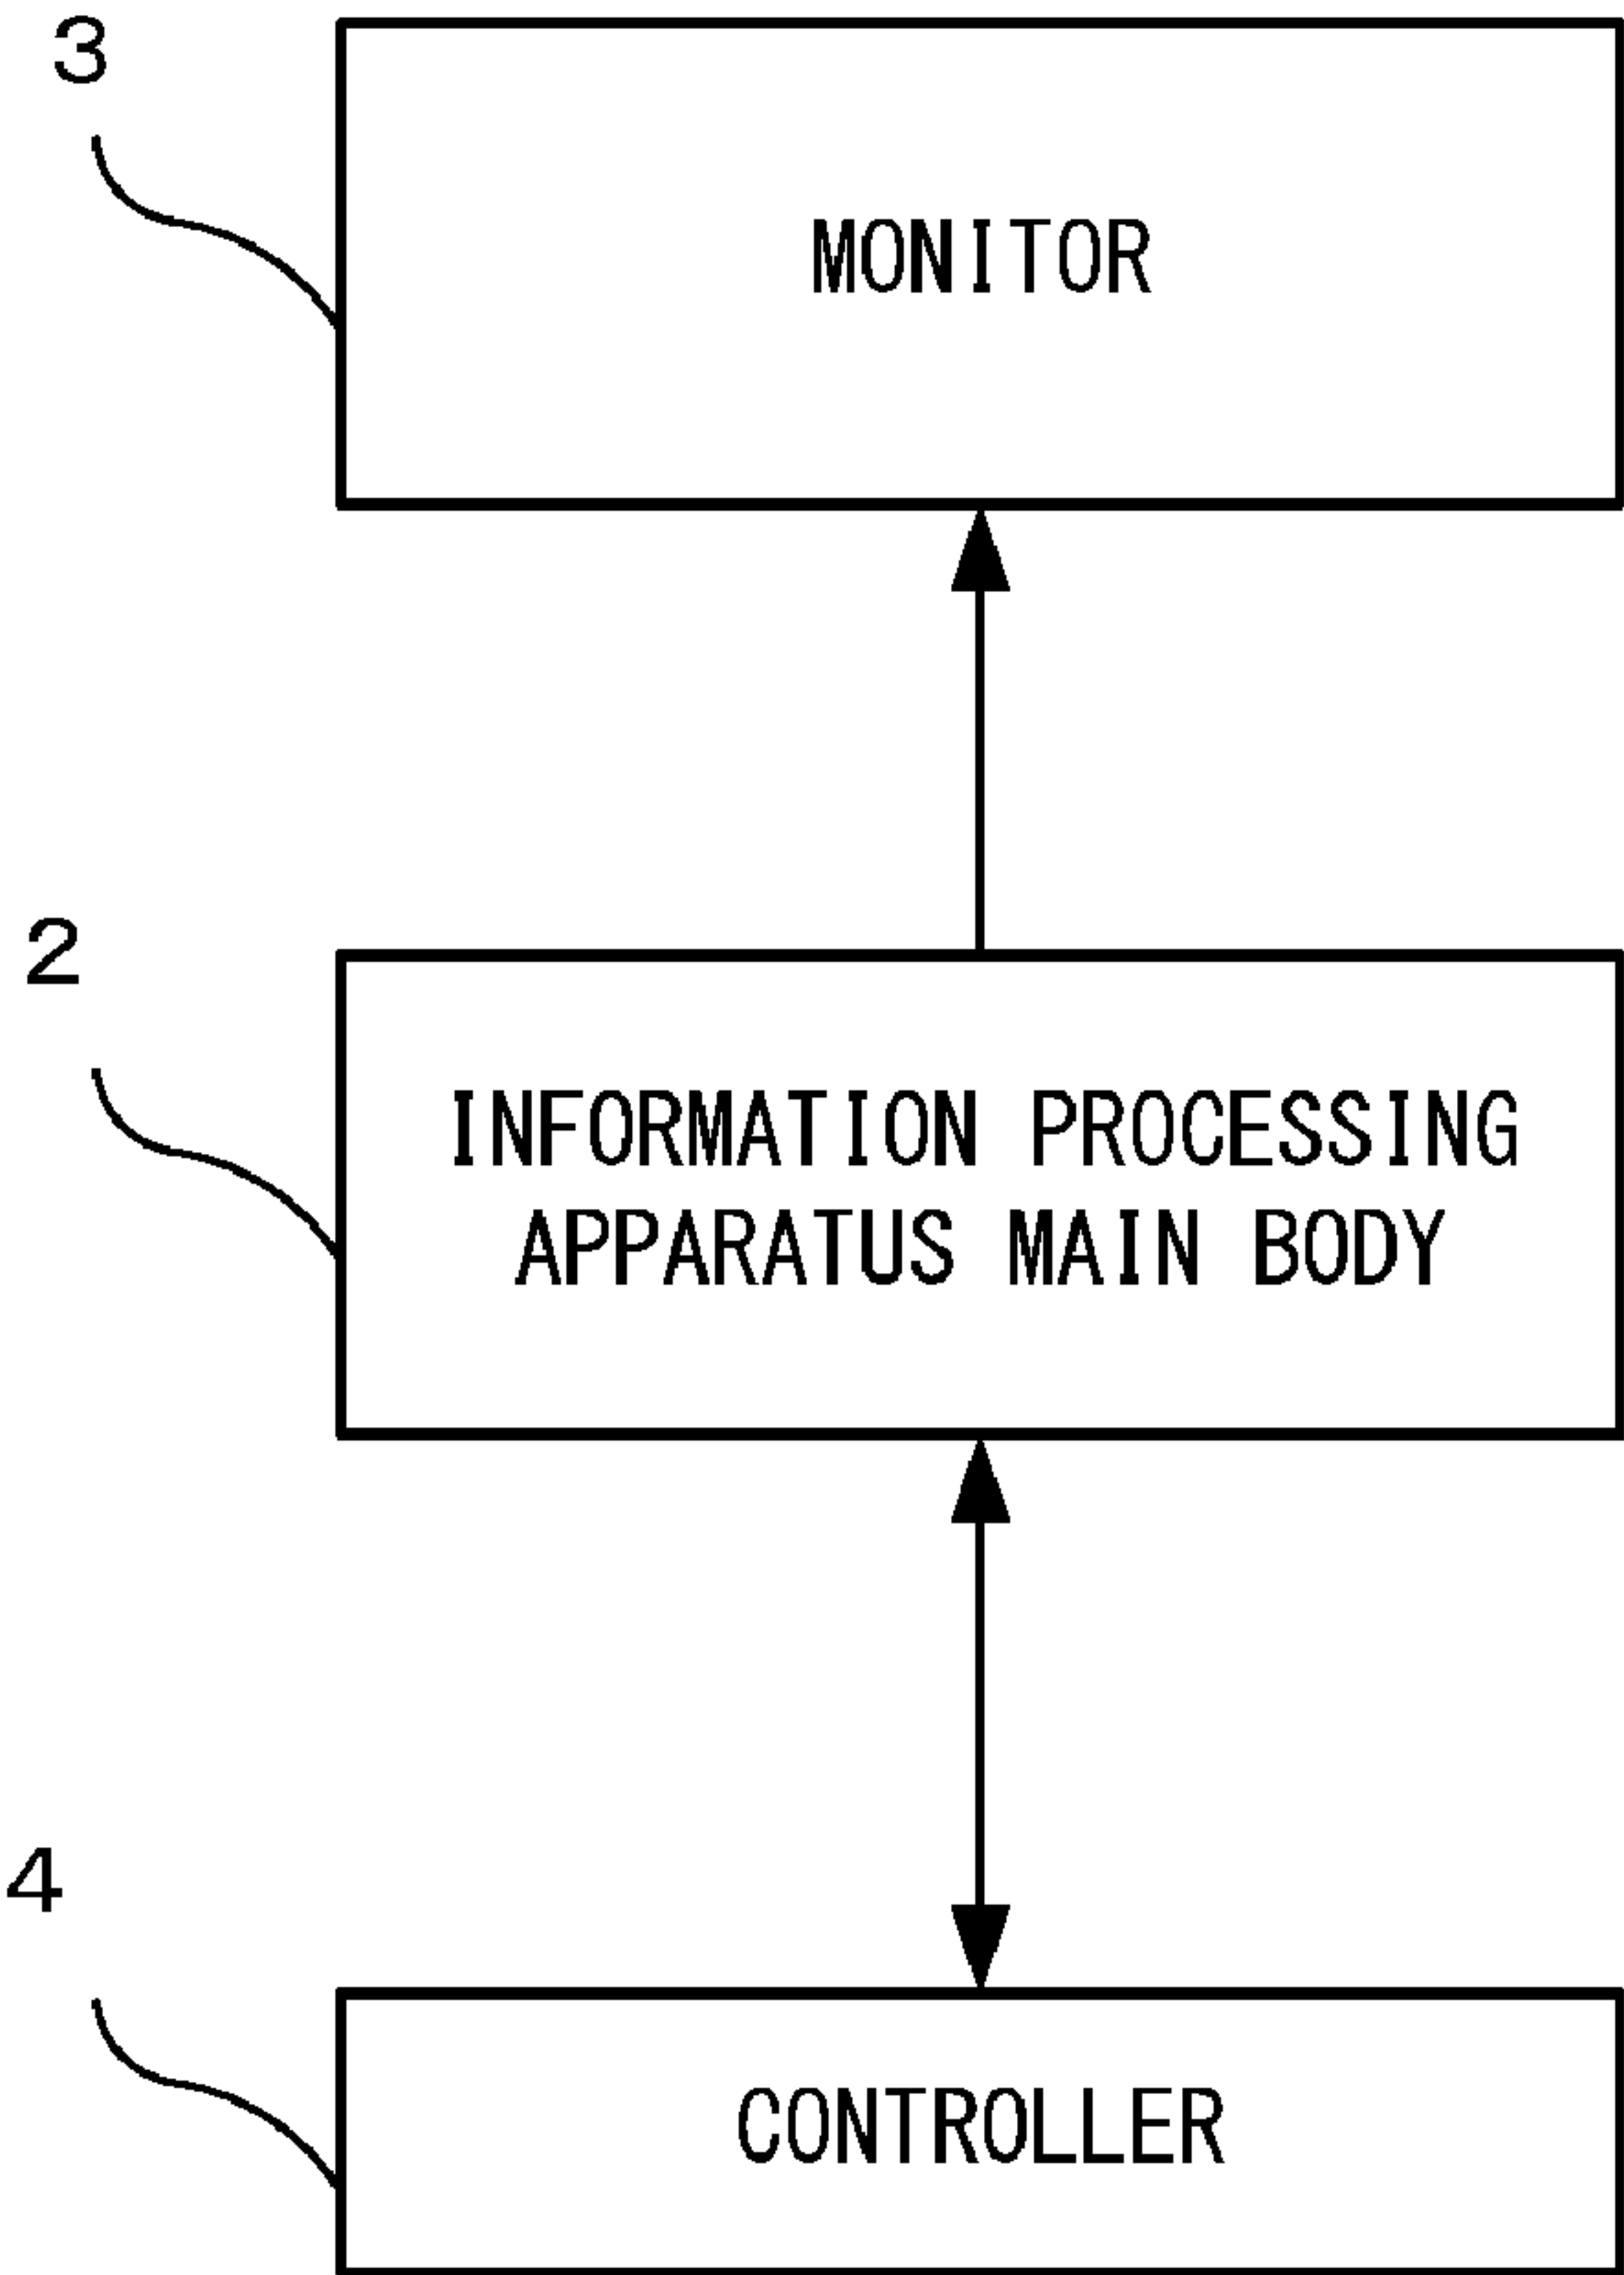 3
MONITOR
2
INFORMATION PROCESSING
APPARATUS MAIN BODY
4
CONTROLLER